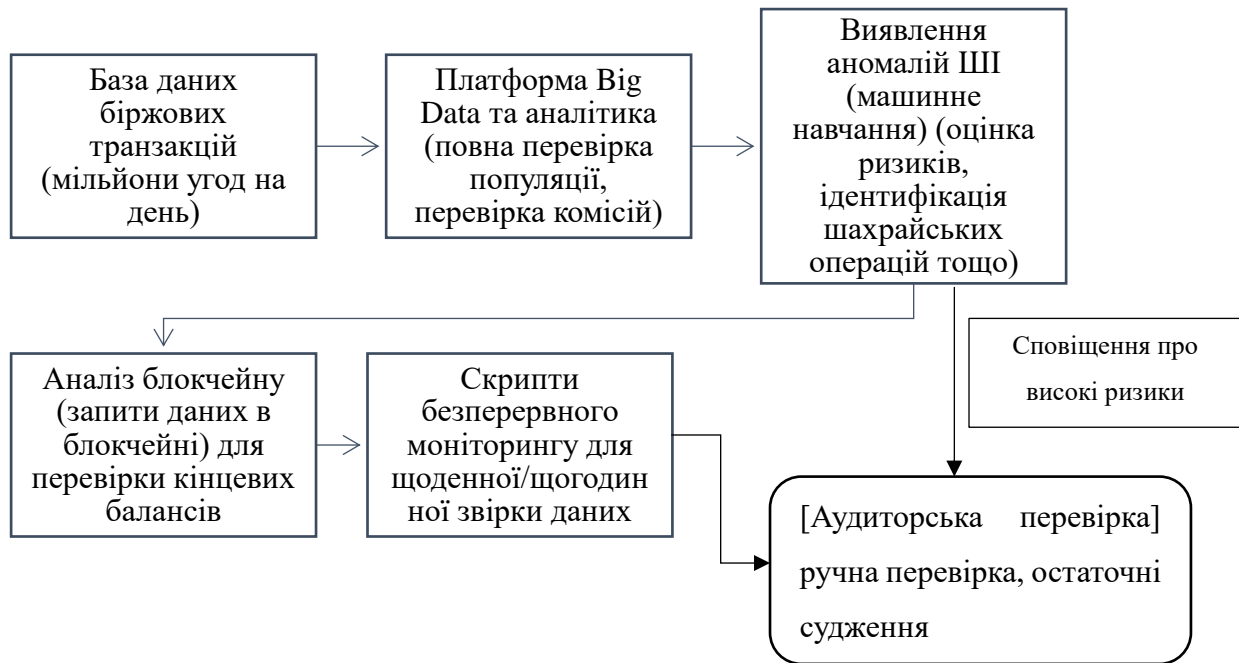 База даних
біржових
транзакцій
(мільйони угод на
день)
Платформа Big
Data та аналітика
(повна перевірка
популяції,
перевірка комісій)
Виявлення
аномалій ШІ
(машинне
навчання) (оцінка
ризиків,
ідентифікація
шахрайських
операцій тощо)
Сповіщення про
високі ризики
Аналіз блокчейну
(запити даних в
блокчейні) для
перевірки кінцевих
балансів
Скрипти
безперервного
моніторингу для
щоденної/щогодин
ної звірки даних
[Аудиторська перевірка]
ручна перевірка, остаточні
судження